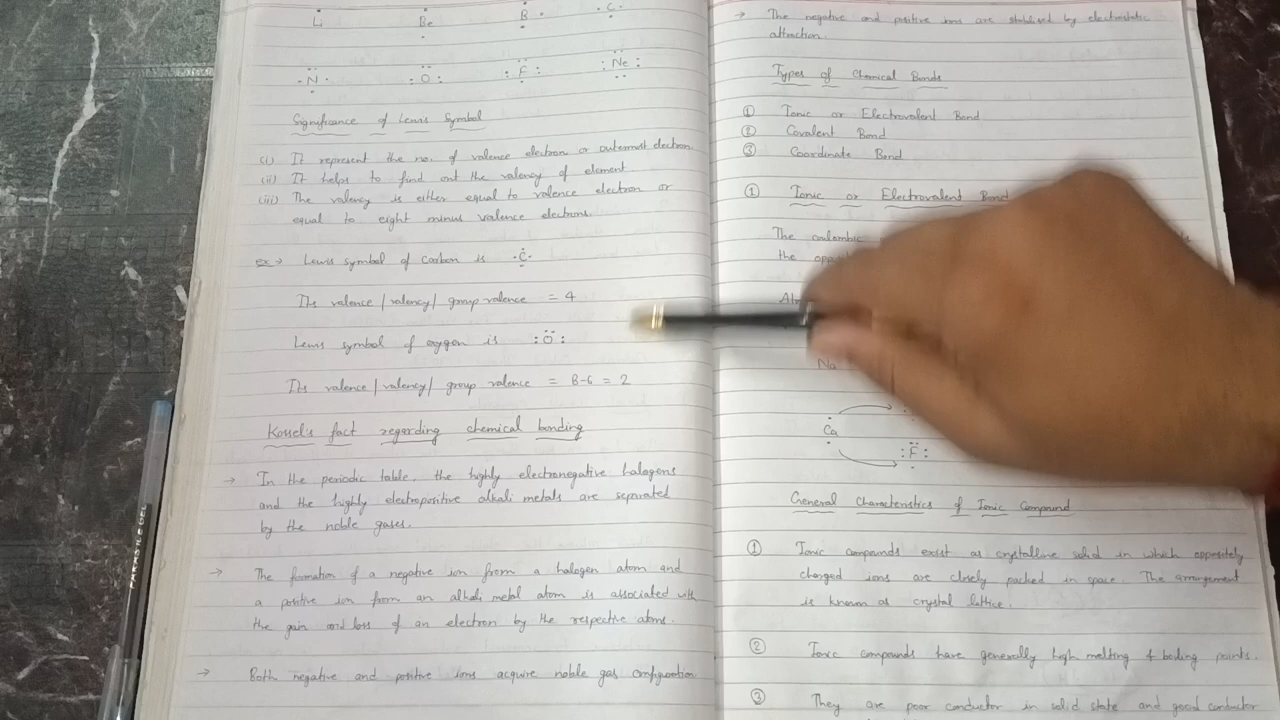 Li Be B C
N O F Ne
Significance of Lewis Symbol
(i) It represent the no. of valence electron or outermost electron.
(ii) It helps to find out the valency of element
(iii) The valency is either equal to valence electron or
equal to eight minus valence electrons.
ex → Lewis symbol of carbon is C
Its valence / valency / group valence = 4
Lewis symbol of oxygen is O
Its valence / valency / group valence = 8-6 = 2
Kossel's fact regarding chemical bonding
→ In the periodic table, the highly electronegative halogens
and the highly electropositive alkali metals are separated
by the noble gases.
→ The formation of a negative ion from a halogen atom and
a positive ion from an alkali metal atom is associated with
the gain and loss of an electron by the respective atoms.
→ Both negative and positive ions acquire noble gas configuration
→ The negative and positive ions are stabilised by electrostatic
attraction.
Types of Chemical Bonds
① Ionic or Electrovalent Bond
② Covalent Bond
③ Coordinate Bond
① Ionic or Electrovalent Bond
The
the
Na
Ca
F
General Characteristics of Ionic Compound
① Ionic compounds exist as crystalline solid in which oppositely
charged ions are closely packed in space. The arrangement
is known as crystal lattice.
② Ionic compounds have generally high melting & boiling points.
③ They are poor conductor in solid state and good conductor